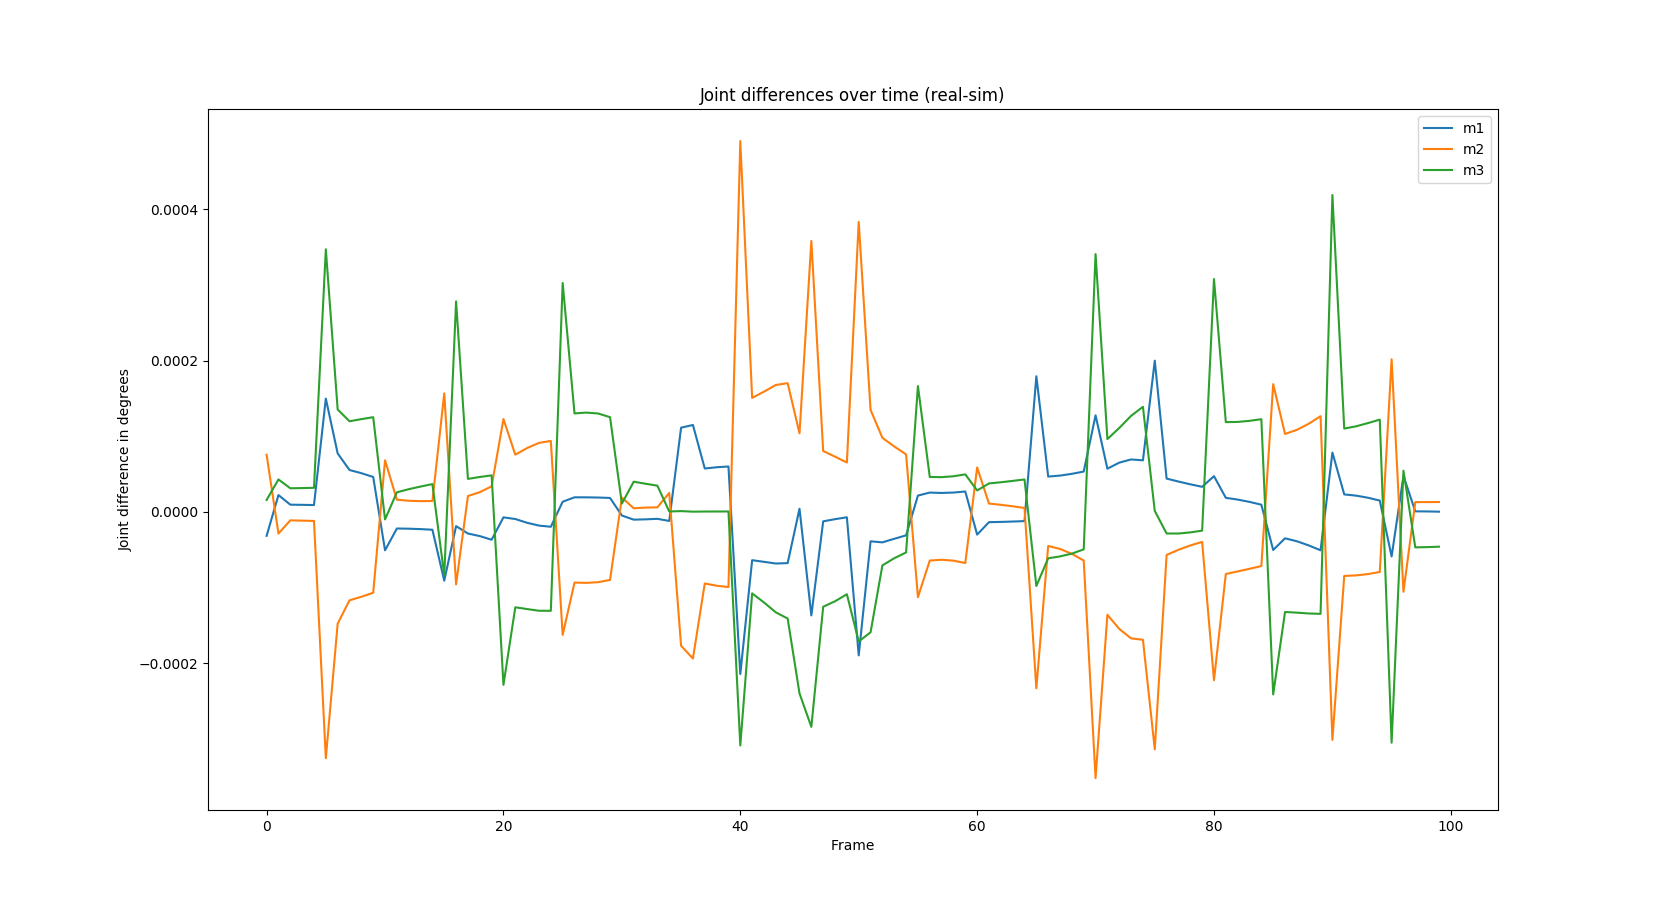 Joint differences over time (real-sim)
m1
m2
m3
Joint difference in degrees
0.0004
0.0002
0.0000
−0.0002
0
20
40
60
80
100
Frame